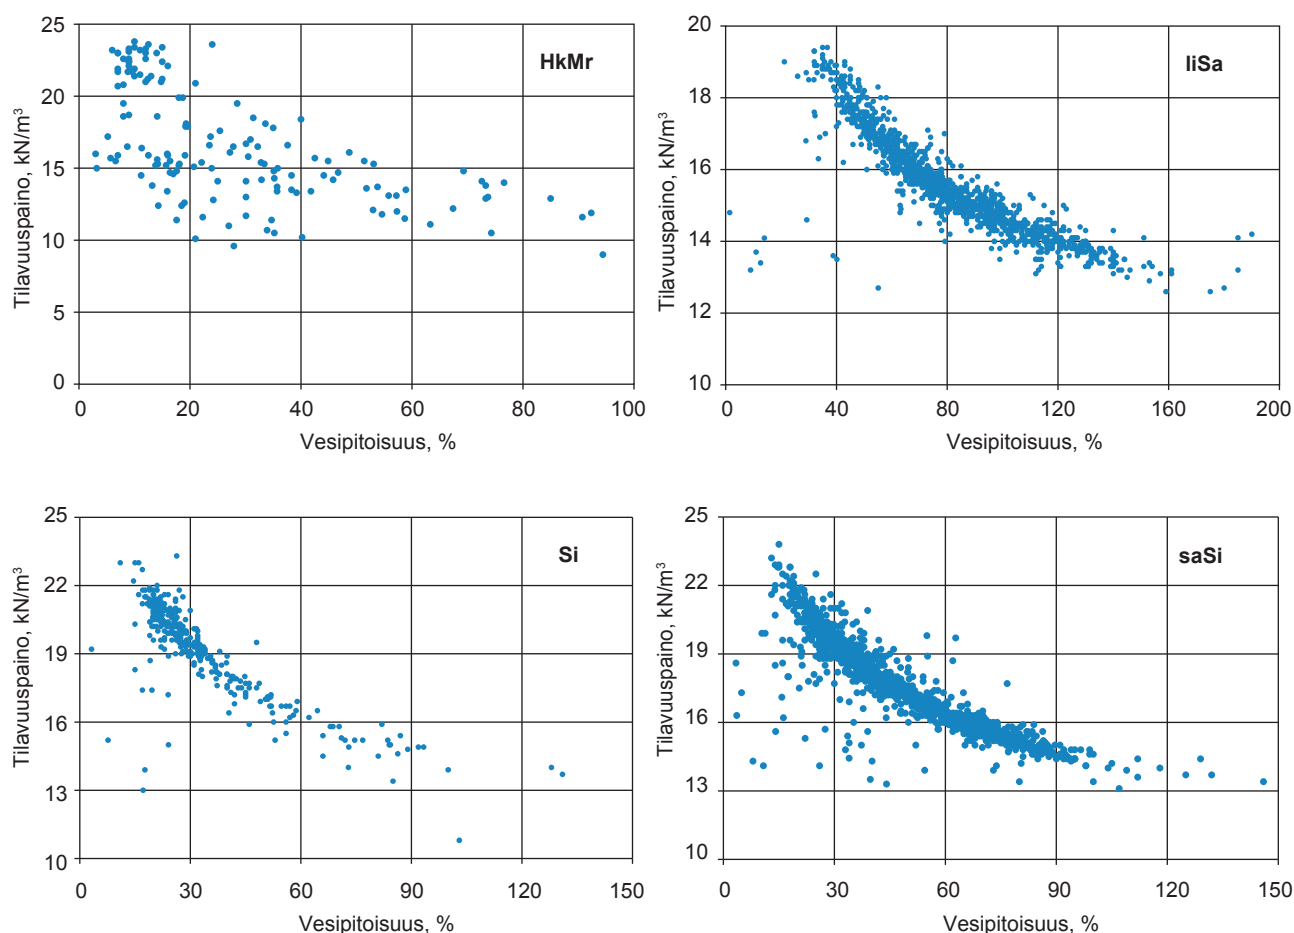 25
20
15
10
5
0
Tilavuuspaino, kN/m³
HkMr
0 20 40 60 80 100
Vesipitoisuus, %
20
18
16
14
12
10
Tilavuuspaino, kN/m³
liSa
0 40 80 120 160 200
Vesipitoisuus, %
25
22
19
16
13
10
Tilavuuspaino, kN/m³
Si
0 30 60 90 120 150
Vesipitoisuus, %
25
22
19
16
13
10
Tilavuuspaino, kN/m³
saSi
0 30 60 90 120 150
Vesipitoisuus, %